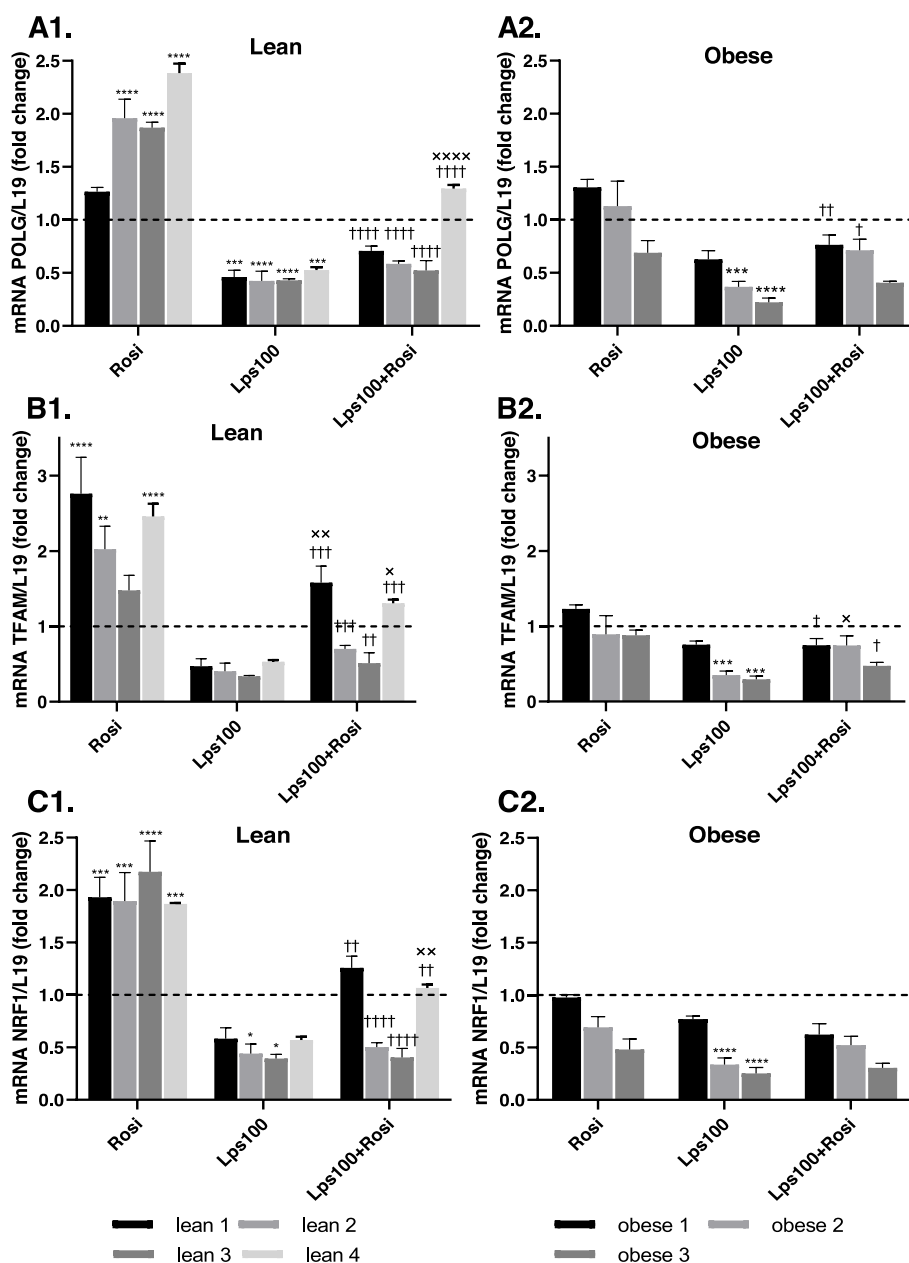 A1.
Lean
mRNA POLG/L19 (fold change)
2.5
2.0
1.5
1.0
0.5
0.0
**** **** **** ****
*** **** **** ***
†††† †††† †††† ××××
††††
Rosi
Lps100
Lps100+Rosi
A2.
Obese
mRNA POLG/L19 (fold change)
2.5
2.0
1.5
1.0
0.5
0.0
*** ****
†† †
Rosi
Lps100
Lps100+Rosi
B1.
Lean
mRNA TFAM/L19 (fold change)
3
2
1
0
**** ** ****
××
†††
†††
††
×
†††
Rosi
Lps100
Lps100+Rosi
B2.
Obese
mRNA TFAM/L19 (fold change)
3
2
1
0
*** ***
† × †
Rosi
Lps100
Lps100+Rosi
C1.
Lean
mRNA NRF1/L19 (fold change)
2.5
2.0
1.5
1.0
0.5
0.0
*** *** **** ***
* *
††
††††
††††
××
††
Rosi
Lps100
Lps100+Rosi
C2.
Obese
mRNA NRF1/L19 (fold change)
2.5
2.0
1.5
1.0
0.5
0.0
**** ****
Rosi
Lps100
Lps100+Rosi
lean 1 lean 2
lean 3 lean 4
obese 1 obese 2
obese 3